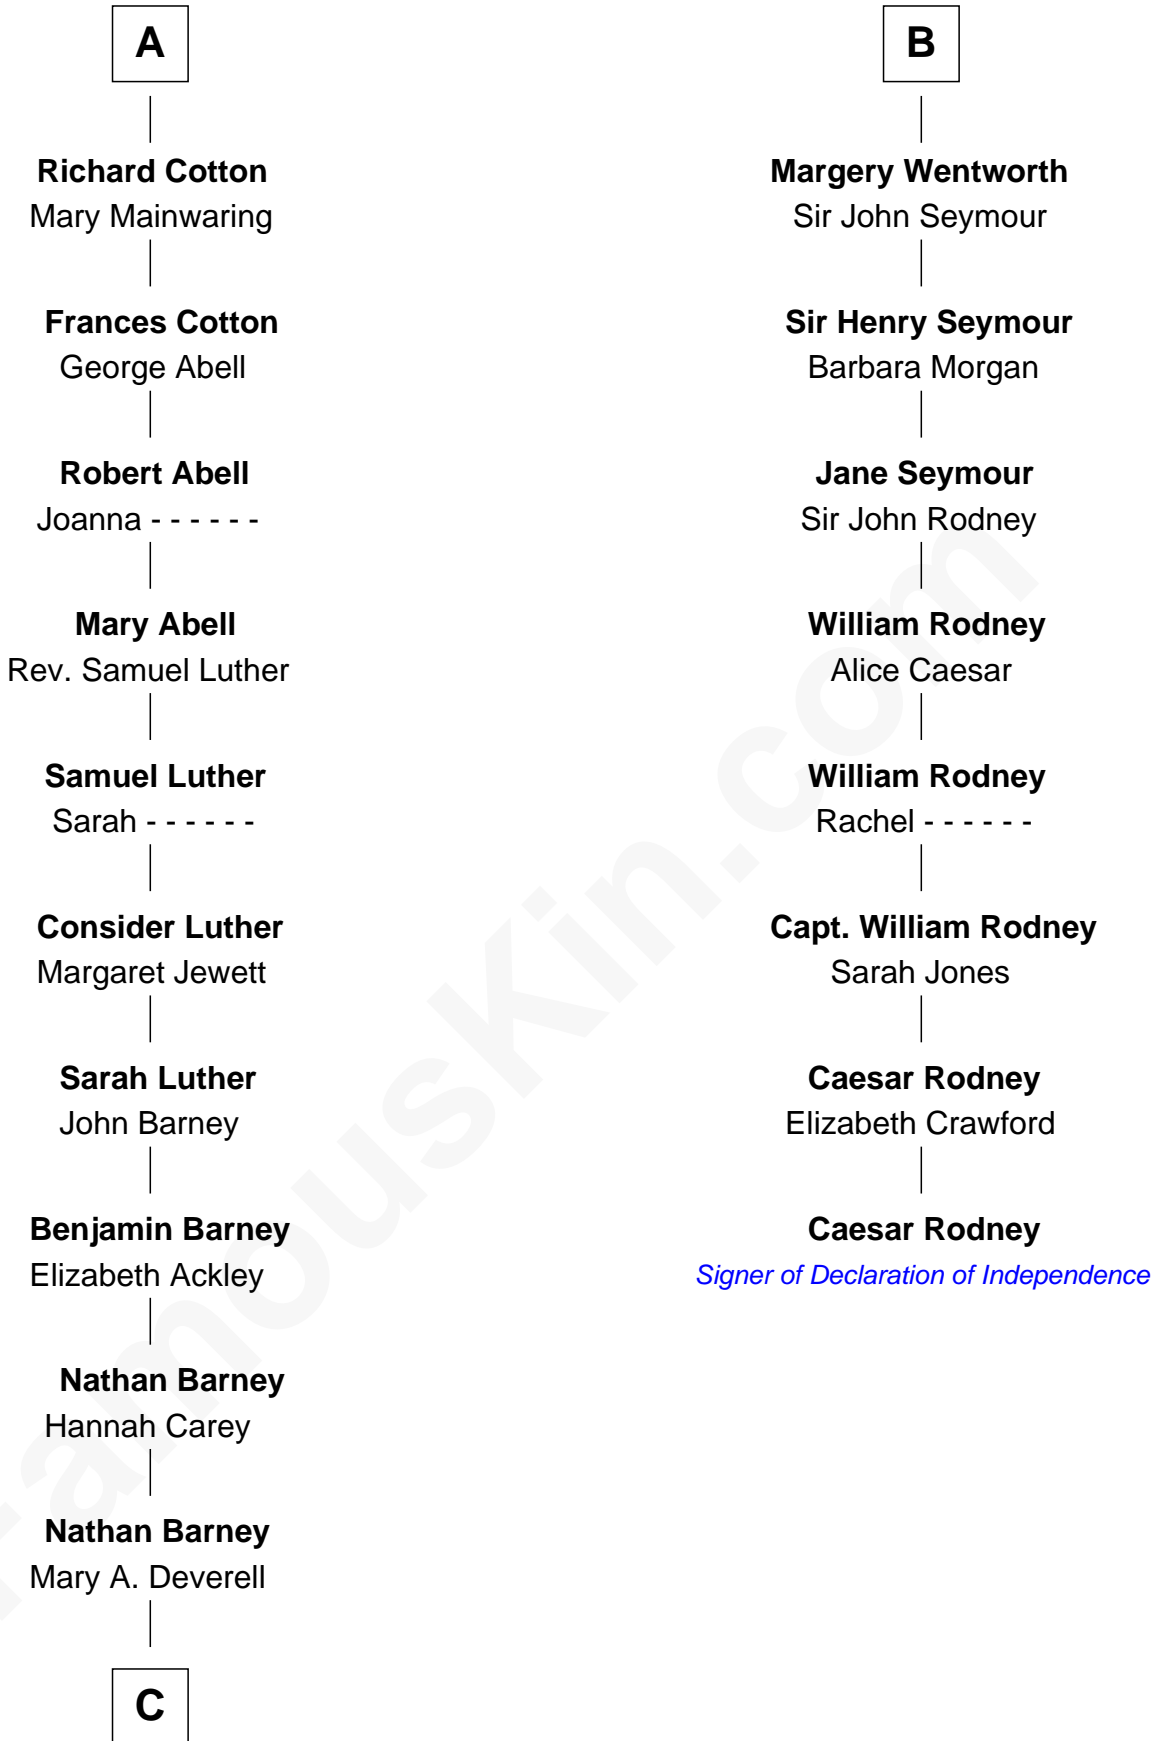 A
Richard Cotton
Mary Mainwaring
Frances Cotton
George Abell
Robert Abell
Joanna - - - - - -
Mary Abell
Rev. Samuel Luther
Samuel Luther
Sarah - - - - - -
Consider Luther
Margaret Jewett
Sarah Luther
John Barney
Benjamin Barney
Elizabeth Ackley
Nathan Barney
Hannah Carey
Nathan Barney
Mary A. Deverell
C
B
Margery Wentworth
Sir John Seymour
Sir Henry Seymour
Barbara Morgan
Jane Seymour
Sir John Rodney
William Rodney
Alice Caesar
William Rodney
Rachel - - - - - -
Capt. William Rodney
Sarah Jones
Caesar Rodney
Elizabeth Crawford
Caesar Rodney
Signer of Declaration of Independence
FamousKin.com